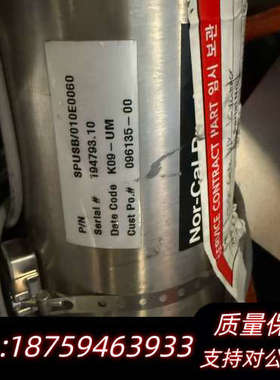 P/N SPUSB/010E0060
Serial # 194793.10
Date Code K09-UM
Cust Po.# 096135-00
Nor-Cal
SERVICE CONTRACT PART 임시 보관
质量保
:18759463933
支持对公